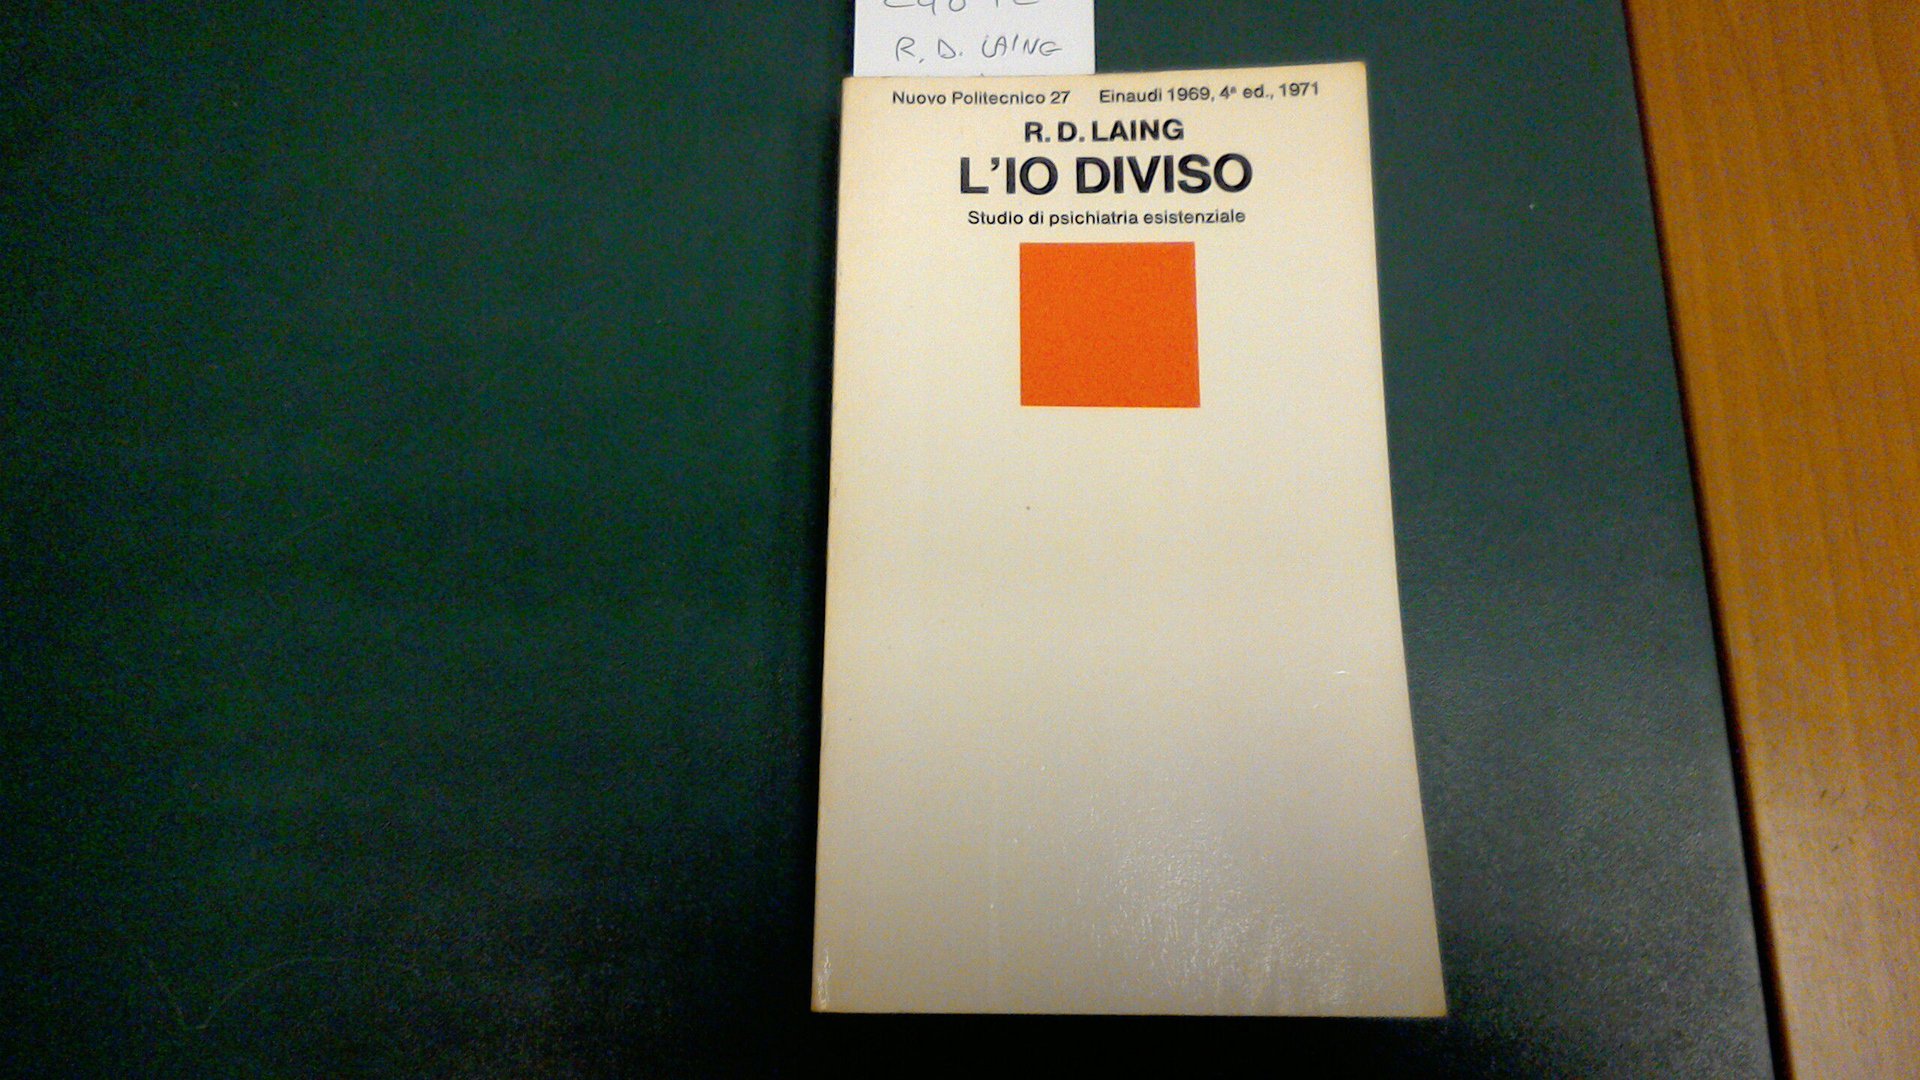 R. D. LAING
Nuovo Politecnico 27 Einaudi 1969, 4ª ed., 1971
R. D. LAING
L'IO DIVISO
Studio di psichiatria esistenziale